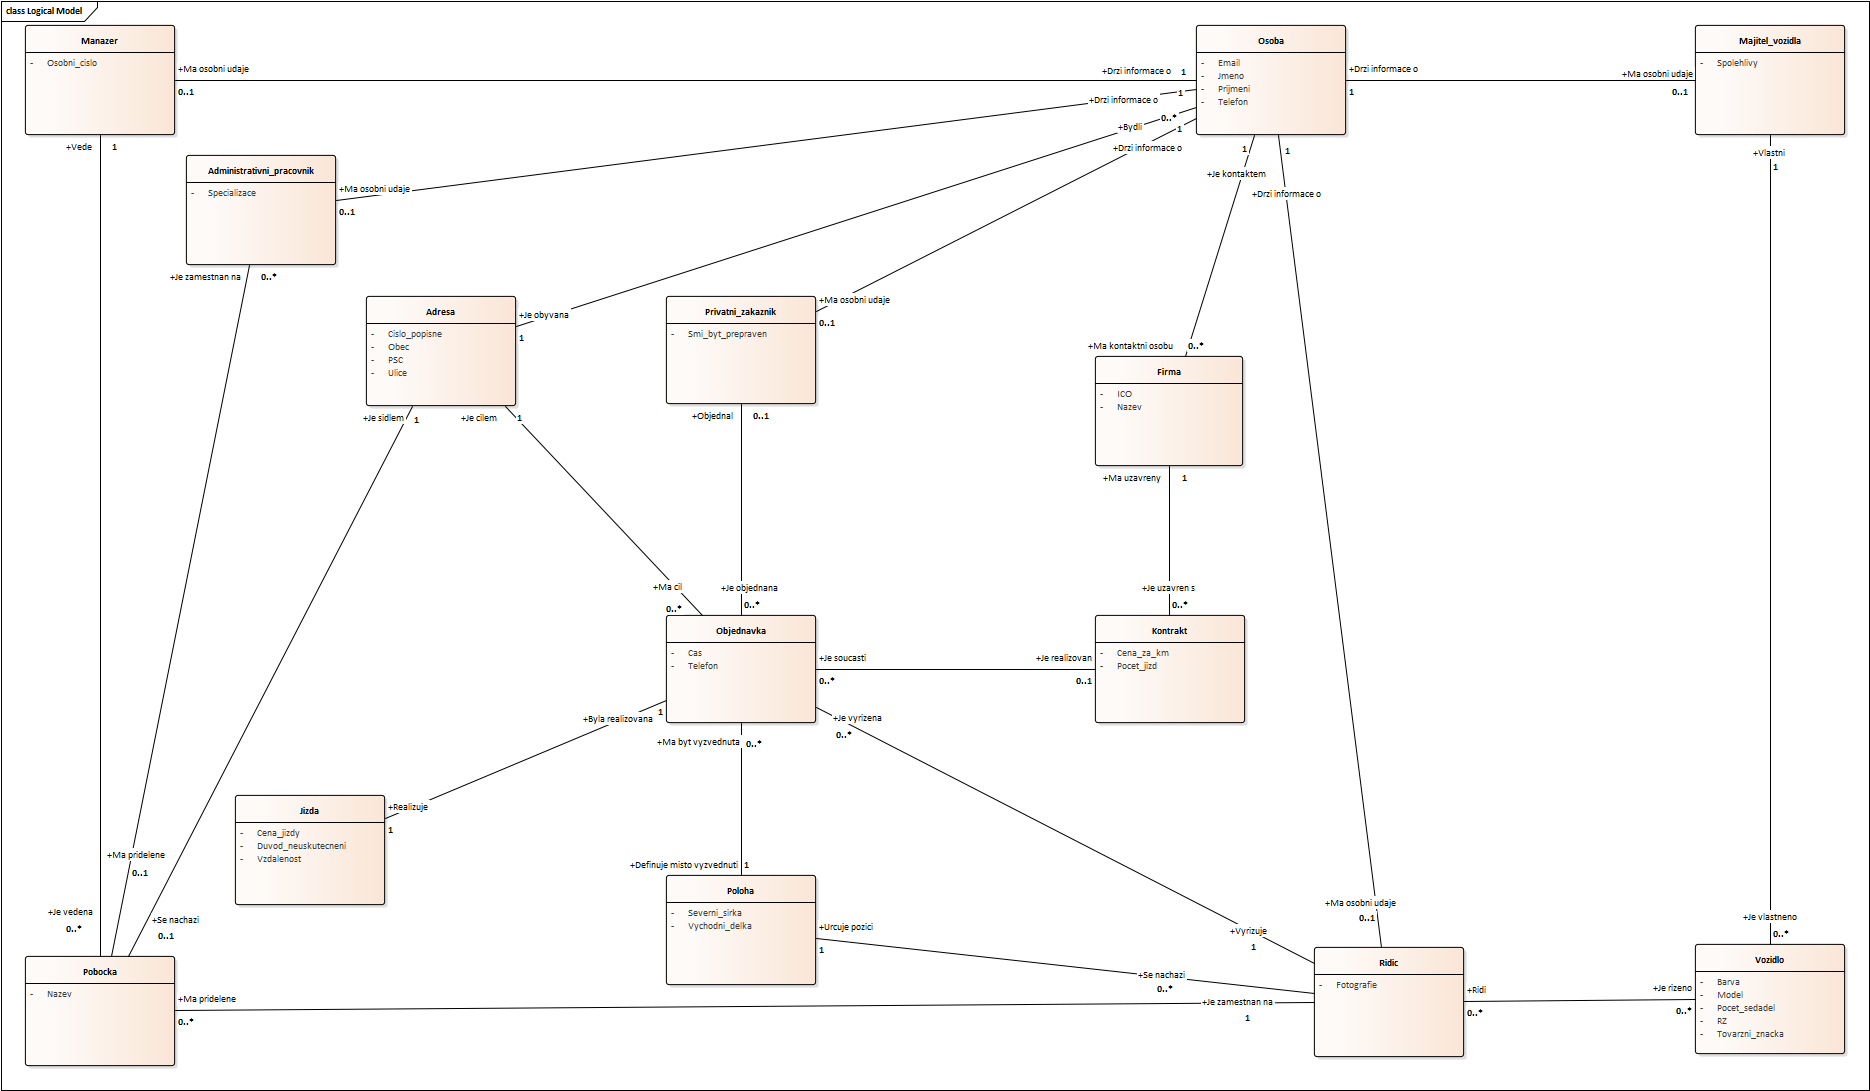 class Logical Model
Manazer
- Osobni_cislo
+Ma osobni udaje
0..1
+Drzi informace o
1
Osoba
- Email
- Jmeno
- Prijmeni
- Telefon
+Drzi informace o
1
+Ma osobni udaje
0..1
Majitel_vozidla
- Spolehlivy
+Drzi informace o
1
+Bydli
0..*
+Drzi informace o
1
+Vede
1
Administrativni_pracovnik
- Specializace
+Ma osobni udaje
0..1
+Je kontaktem
1
+Drzi informace o
1
+Vlastni
1
+Je zamestnan na
0..*
Adresa
- Cislo_popisne
- Obec
- PSC
- Ulice
+Je obyvana
1
Privatni_zakaznik
- Smi_byt_prepraven
+Ma osobni udaje
0..1
+Ma kontaktni osobu
0..*
Firma
- ICO
- Nazev
+Je sidlem
1
+Je cilem
1
+Objednal
0..1
+Ma uzavreny
1
+Ma cil
0..*
+Je objednana
0..*
+Je uzavren s
0..*
Objednavka
- Cas
- Telefon
+Je soucasti
0..*
+Je realizovan
0..1
Kontrakt
- Cena_za_km
- Pocet_jizd
+Byla realizovana
1
+Ma byt vyzvednuta
0..*
+Je vyrizena
0..*
Jizda
- Cena_jizdy
- Duvod_neuskutecneni
- Vzdalenost
+Realizuje
1
+Ma pridelene
0..1
+Definuje misto vyzvednuti
1
Poloha
- Severni_sirka
- Vychodni_delka
+Urcuje pozici
1
+Je vedena
0..*
+Se nachazi
0..1
+Ma osobni udaje
0..1
+Vyrizuje
1
+Je vlastneno
0..*
Pobocka
- Nazev
+Ma pridelene
0..*
+Se nachazi
0..*
+Je zamestnan na
1
Ridic
- Fotografie
+Ridi
0..*
+Je rizeno
0..*
Vozidlo
- Barva
- Model
- Pocet_sedadel
- RZ
- Tovarzni_znacka